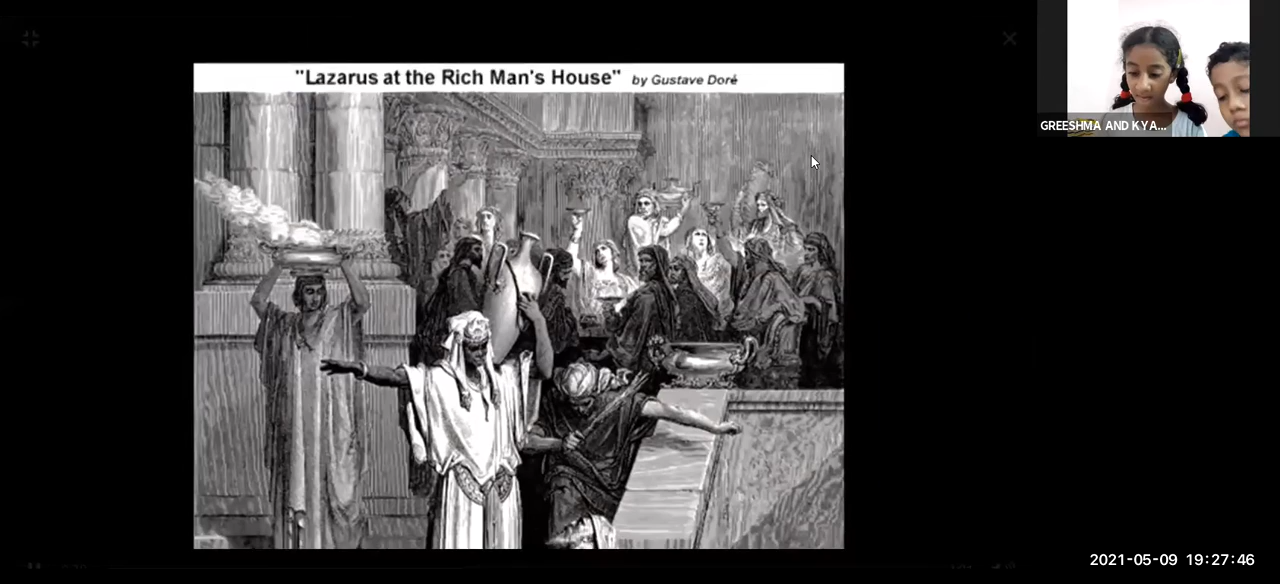 "Lazarus at the Rich Man's House" by Gustave Doré
GREESHMA AND KYA...
2021-05-09 19:27:46